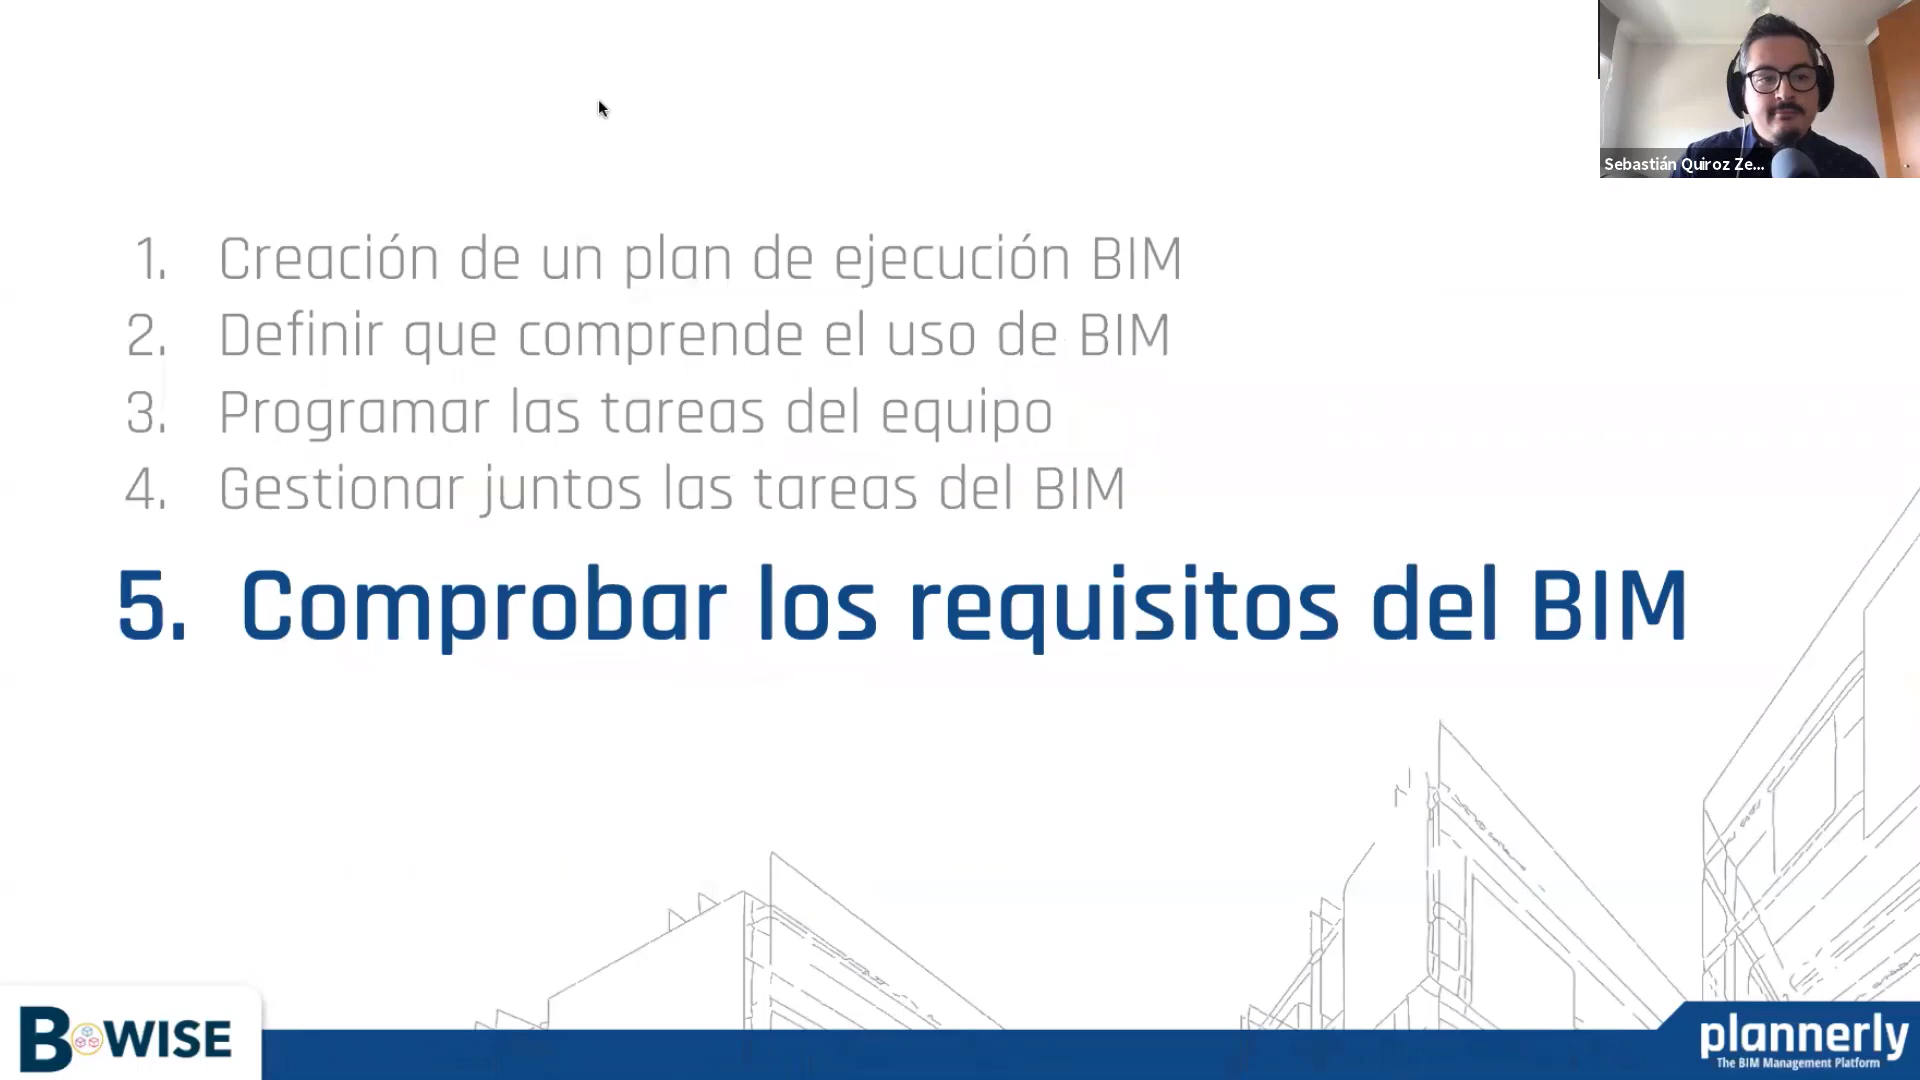 Sebastián Quiroz Ze...
1. Creación de un plan de ejecución BIM
2. Definir que comprende el uso de BIM
3. Programar las tareas del equipo
4. Gestionar juntos las tareas del BIM
5. Comprobar los requisitos del BIM
B WISE
plannerly
The BIM Management Platform